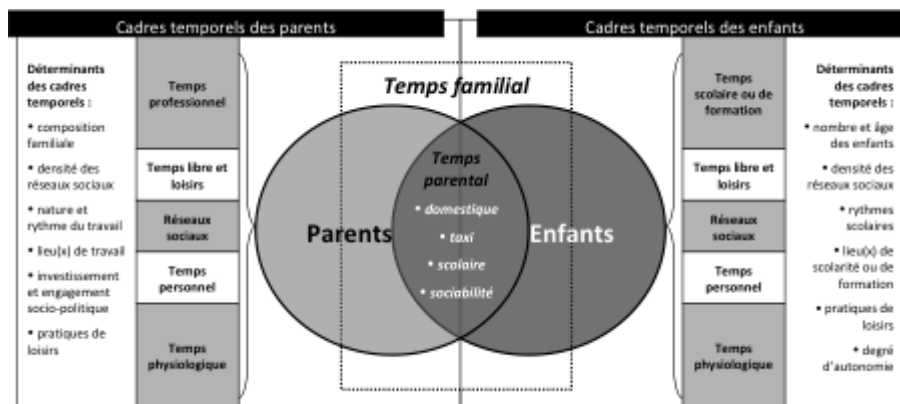 Cadres temporels des parents
Cadres temporels des enfants
Déterminants
des cadres
temporels :
• composition
familiale
• densité des
réseaux sociaux
• nature et
rythme du travail
• lieu(x) de travail
• investissement
et engagement
socio-politique
• pratiques de
loisirs
Temps
professionnel
Temps libre et
loisirs
Réseaux
sociaux
Temps
personnel
Temps
physiologique
Temps familial
Parents
Temps
parental
• domestique
• taxi
• scolaire
• sociabilité
Enfants
Temps
scolaire ou de
formation
Temps libre et
loisirs
Réseaux
sociaux
Temps
personnel
Temps
physiologique
Déterminants
des cadres
temporels :
• nombre et âge
des enfants
• densité des
réseaux sociaux
• rythmes
scolaires
• lieu(x) de
scolarité ou de
formation
• pratiques de
loisirs
• degré
d'autonomie